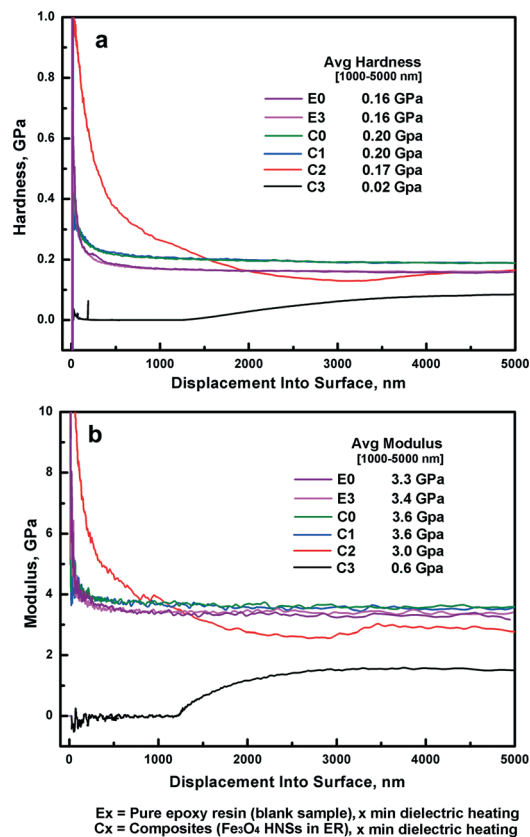 a
Avg Hardness
[1000-5000 nm]
E0 0.16 GPa
E3 0.16 GPa
C0 0.20 Gpa
C1 0.20 Gpa
C2 0.17 Gpa
C3 0.02 Gpa
Hardness, GPa
1.0
0.8
0.6
0.4
0.2
0.0
0 1000 2000 3000 4000 5000
Displacement Into Surface, nm
b
Avg Modulus
[1000-5000 nm]
E0 3.3 GPa
E3 3.4 GPa
C0 3.6 Gpa
C1 3.6 Gpa
C2 3.0 Gpa
C3 0.6 Gpa
Modulus, GPa
10
8
6
4
2
0
0 1000 2000 3000 4000 5000
Displacement Into Surface, nm
Ex = Pure epoxy resin (blank sample), x min dielectric heating
Cx = Composites (Fe₃O₄ HNSs in ER), x min dielectric heating